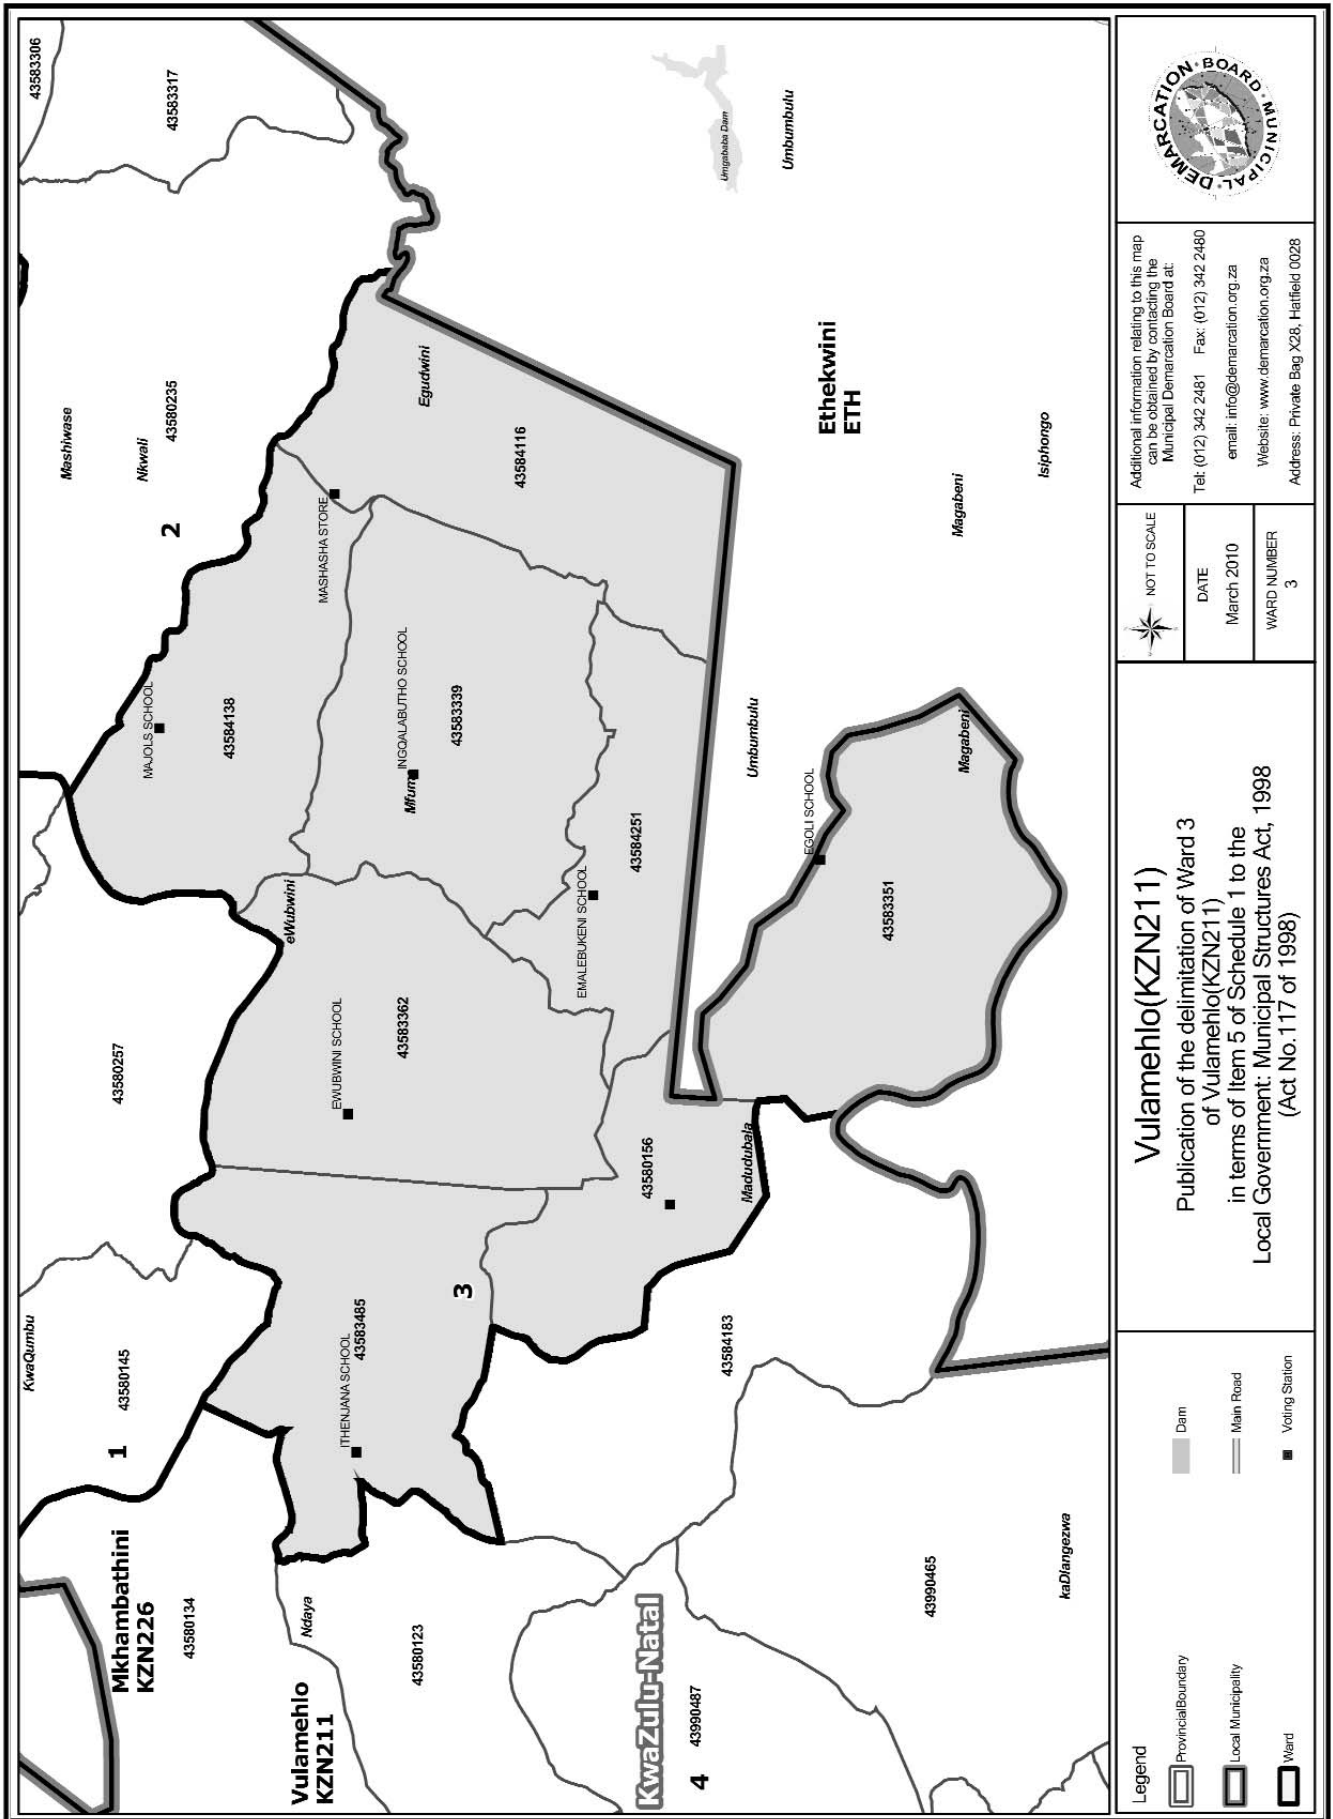 Mkhambathini
KZN226
Vulamehlo
KZN211
KwaZulu-Natal
Ethekwini
ETH
1
2
3
4
KwaQumbu
Mashiwase
Nkwali
Ndaya
eWubwini
Egudwini
Umbumbulu
Umgababa Dam
Umbumbulu
Madudubala
Magabeni
Magabeni
Isiphongo
43583306
43583317
43580235
43580257
43580145
43580134
43580123
43584138
43584116
43583339
43583362
43583485
43584251
43580156
43583351
43584183
43990465
43990487
MAJOLS SCHOOL
MASHASHA STORE
INGQALABUTHO SCHOOL
EWUBWINI SCHOOL
ITHENJANA SCHOOL
EMALEBUKENI SCHOOL
EGOLI SCHOOL
Legend
ProvincialBoundary
Local Municipality
Ward
Dam
Main Road
Voting Station
Vulamehlo(KZN211)
Publication of the delimitation of Ward 3
of Vulamehlo(KZN211)
in terms of Item 5 of Schedule 1 to the
Local Government: Municipal Structures Act, 1998
(Act No.117 of 1998)
NOT TO SCALE
DATE
March 2010
WARD NUMBER
3
Additional information relating to this map
can be obtained by contacting the
Municipal Demarcation Board at:
Tel: (012) 342 2481 Fax: (012) 342 2480
email: info@demarcation.org.za
Website: www.demarcation.org.za
Address: Private Bag X28, Hatfield 0028
MUNICIPAL DEMARCATION BOARD